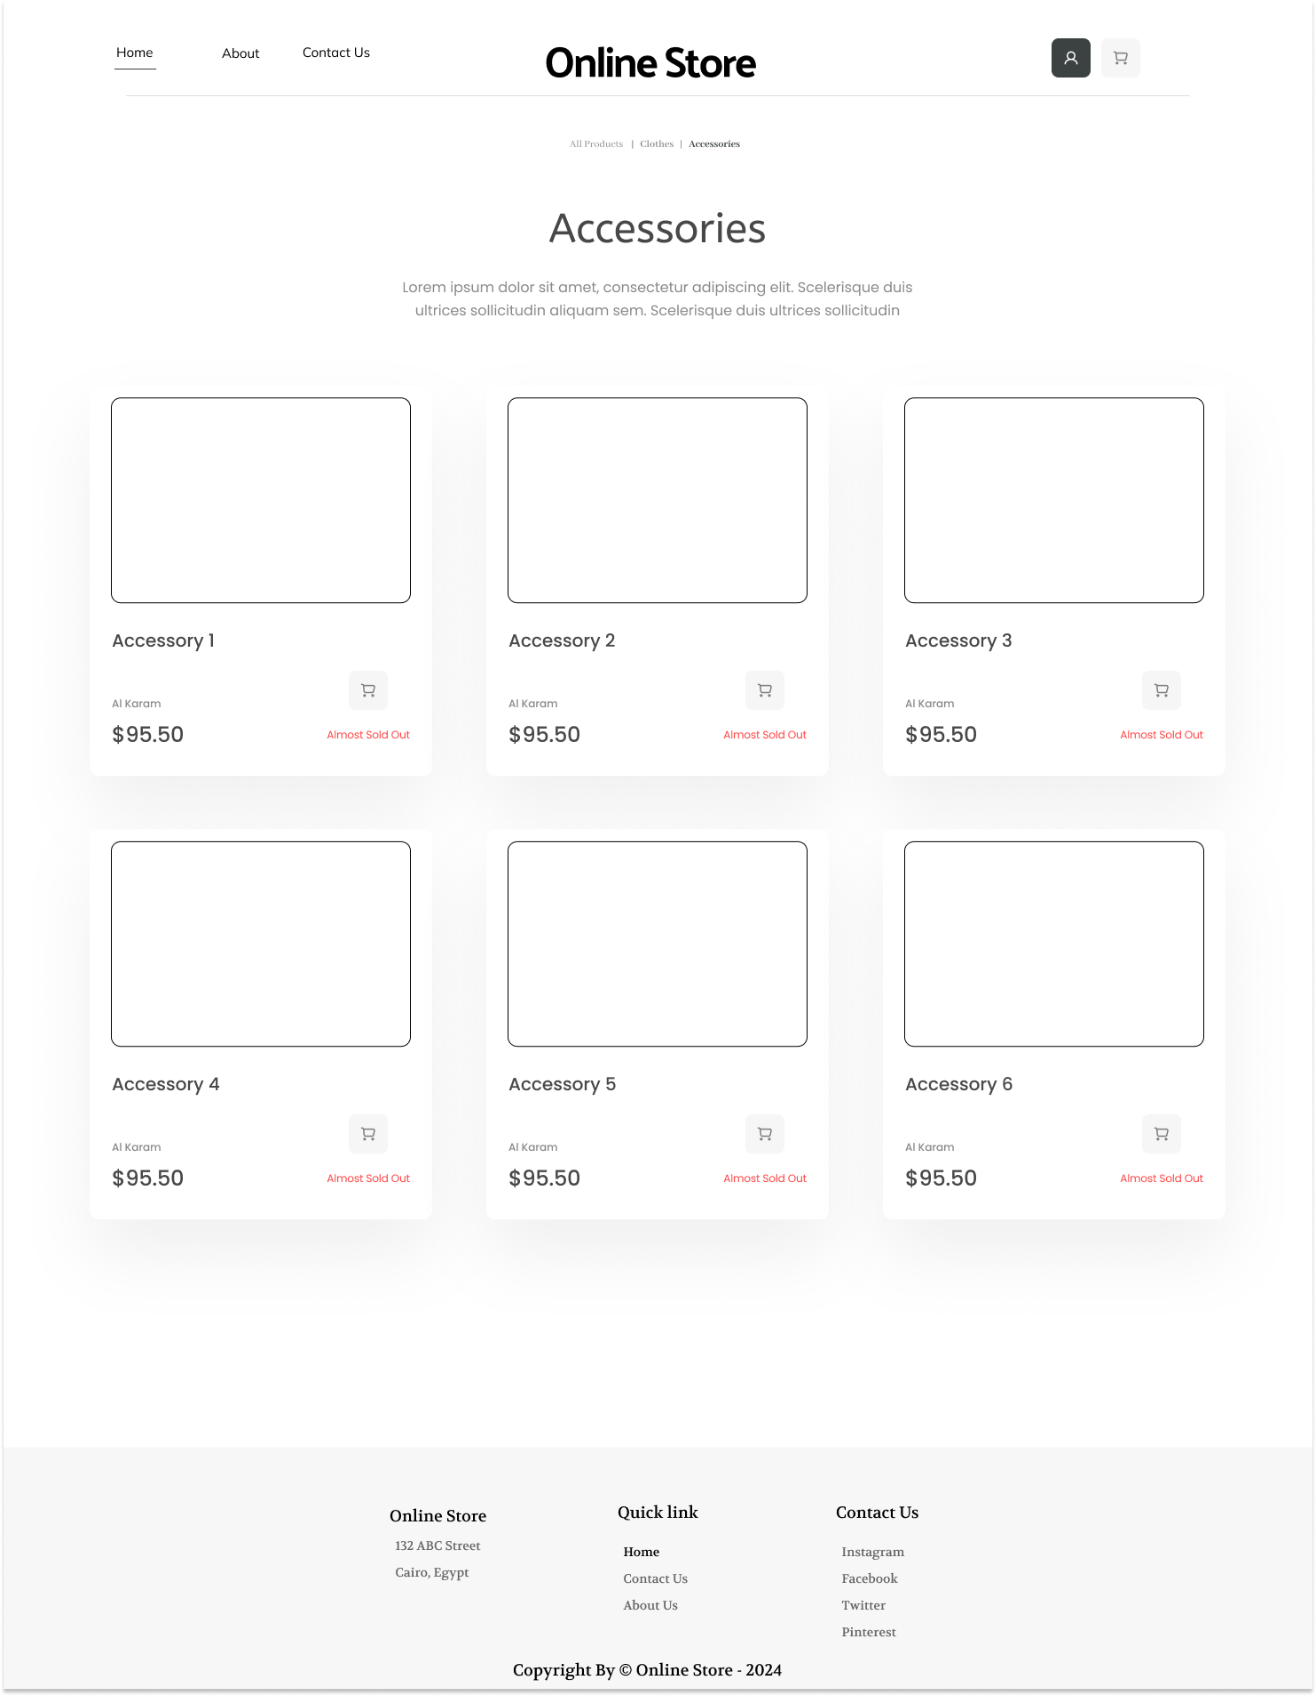 Home About Contact Us Online Store
All Products | Clothes | Accessories
Accessories
Lorem ipsum dolor sit amet, consectetur adipiscing elit. Scelerisque duis
ultrices sollicitudin aliquam sem. Scelerisque duis ultrices sollicitudin
Accessory 1
Al Karam
$95.50 Almost Sold Out
Accessory 2
Al Karam
$95.50 Almost Sold Out
Accessory 3
Al Karam
$95.50 Almost Sold Out
Accessory 4
Al Karam
$95.50 Almost Sold Out
Accessory 5
Al Karam
$95.50 Almost Sold Out
Accessory 6
Al Karam
$95.50 Almost Sold Out
Online Store
132 ABC Street
Cairo, Egypt
Quick link
Home
Contact Us
About Us
Contact Us
Instagram
Facebook
Twitter
Pinterest
Copyright By © Online Store - 2024